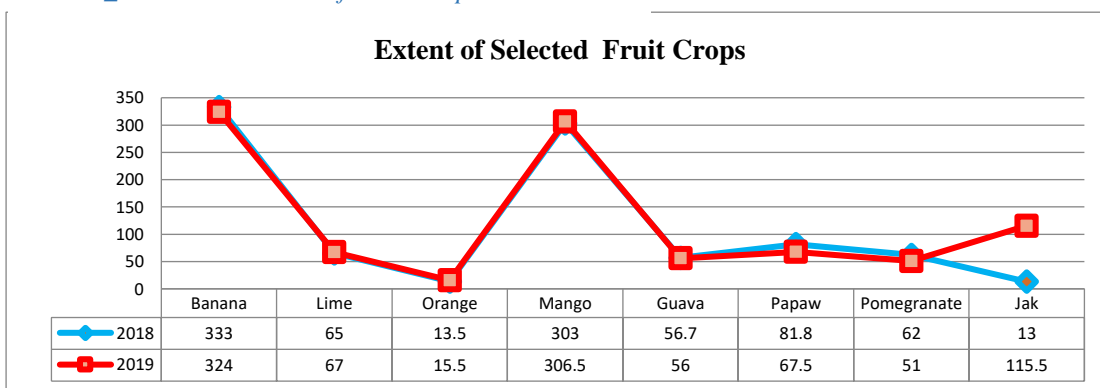 Extent of Selected Fruit Crops
350
300
250
200
150
100
50
0
Banana Lime Orange Mango Guava Papaw Pomegranate Jak
2018 333 65 13.5 303 56.7 81.8 62 13
2019 324 67 15.5 306.5 56 67.5 51 115.5